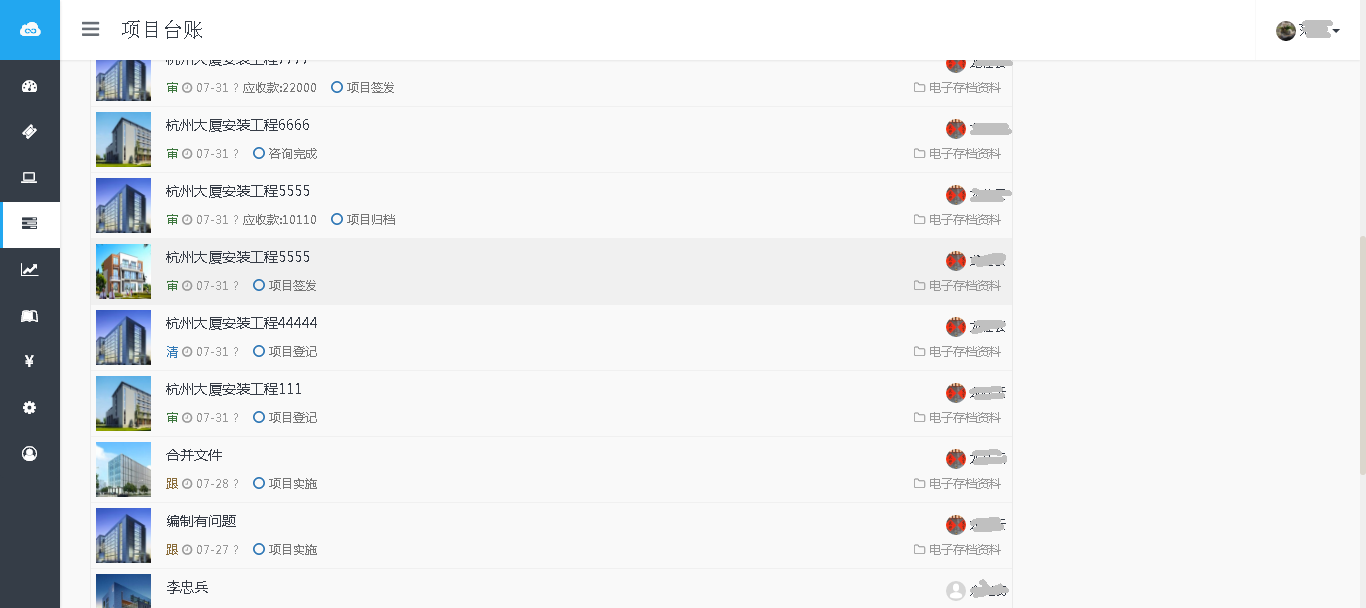 项目台账
杭州大厦安装工程7777
审 07-31 ? 应收款:22000 项目签发
电子存档资料
杭州大厦安装工程6666
审 07-31 ? 咨询完成
电子存档资料
杭州大厦安装工程5555
审 07-31 ? 应收款:10110 项目归档
电子存档资料
杭州大厦安装工程5555
审 07-31 ? 项目签发
电子存档资料
杭州大厦安装工程44444
清 07-31 ? 项目登记
电子存档资料
杭州大厦安装工程111
审 07-31 ? 项目登记
电子存档资料
合并文件
跟 07-28 ? 项目实施
电子存档资料
编制有问题
跟 07-27 ? 项目实施
电子存档资料
李忠兵